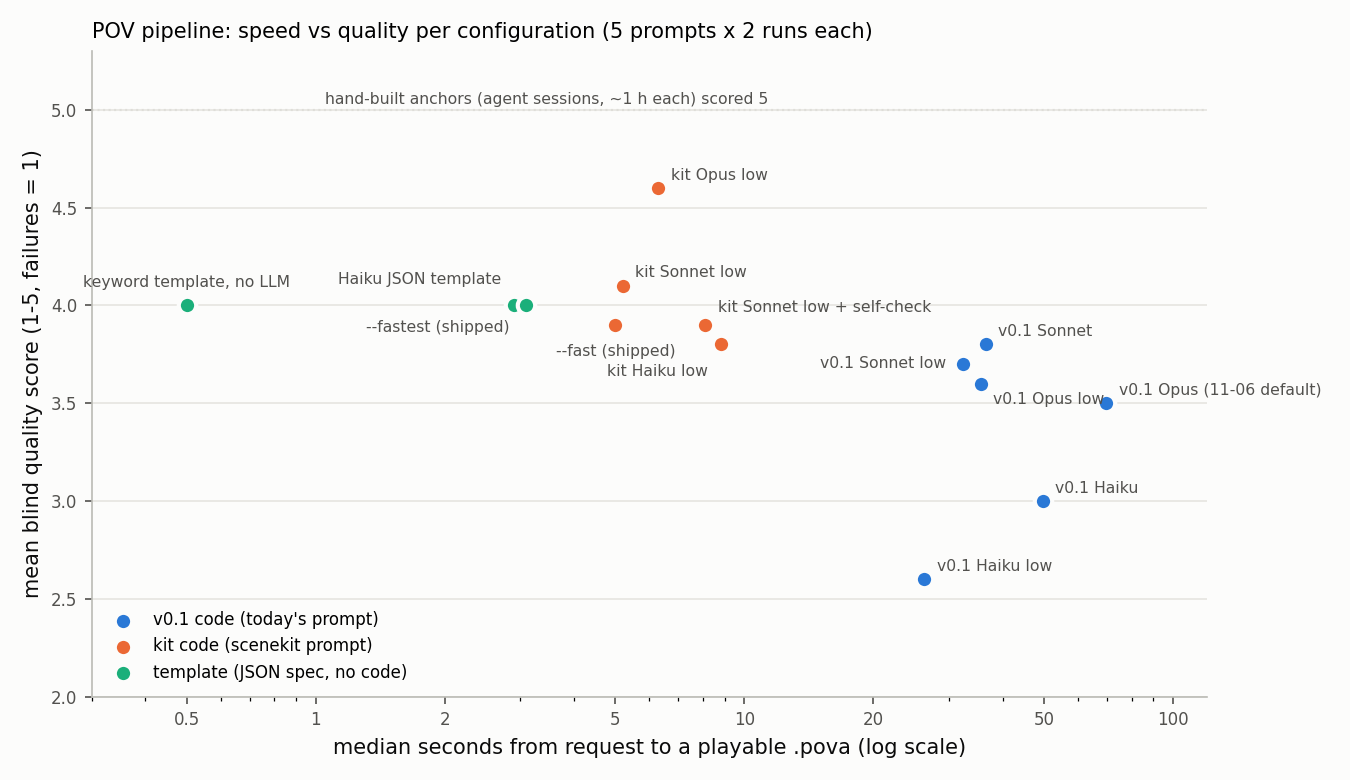 POV pipeline: speed vs quality per configuration (5 prompts x 2 runs each)
mean blind quality score (1-5, failures = 1)
5.0
4.5
4.0
3.5
3.0
2.5
2.0
hand-built anchors (agent sessions, ~1 h each) scored 5
kit Opus low
kit Sonnet low
keyword template, no LLM
Haiku JSON template
kit Sonnet low + self-check
--fastest (shipped)
v0.1 Sonnet
--fast (shipped)
v0.1 Sonnet low
kit Haiku low
v0.1 Opus (11-06 default)
v0.1 Opus low
v0.1 Haiku
v0.1 Haiku low
v0.1 code (today's prompt)
kit code (scenekit prompt)
template (JSON spec, no code)
0.5
1
2
5
10
20
50
100
median seconds from request to a playable .pova (log scale)